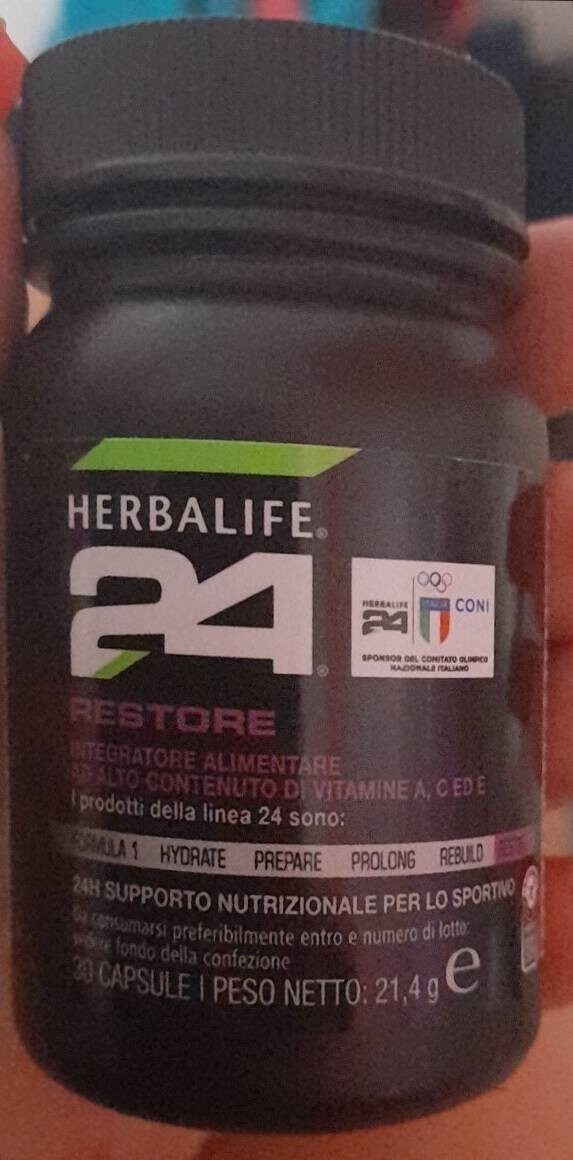 HERBALIFE
24
HERBALIFE
24
ITALIA
CONI
SPONSOR DEL COMITATO OLIMPICO
NAZIONALE ITALIANO
RESTORE
INTEGRATORE ALIMENTARE
AD ALTO CONTENUTO DI VITAMINE A, C ED E
I prodotti della linea 24 sono:
FORMULA 1 HYDRATE PREPARE PROLONG REBUILD
24H SUPPORTO NUTRIZIONALE PER LO SPORTIVO
Da consumarsi preferibilmente entro e numero di lotto:
vedere fondo della confezione
30 CAPSULE | PESO NETTO: 21,4 g e